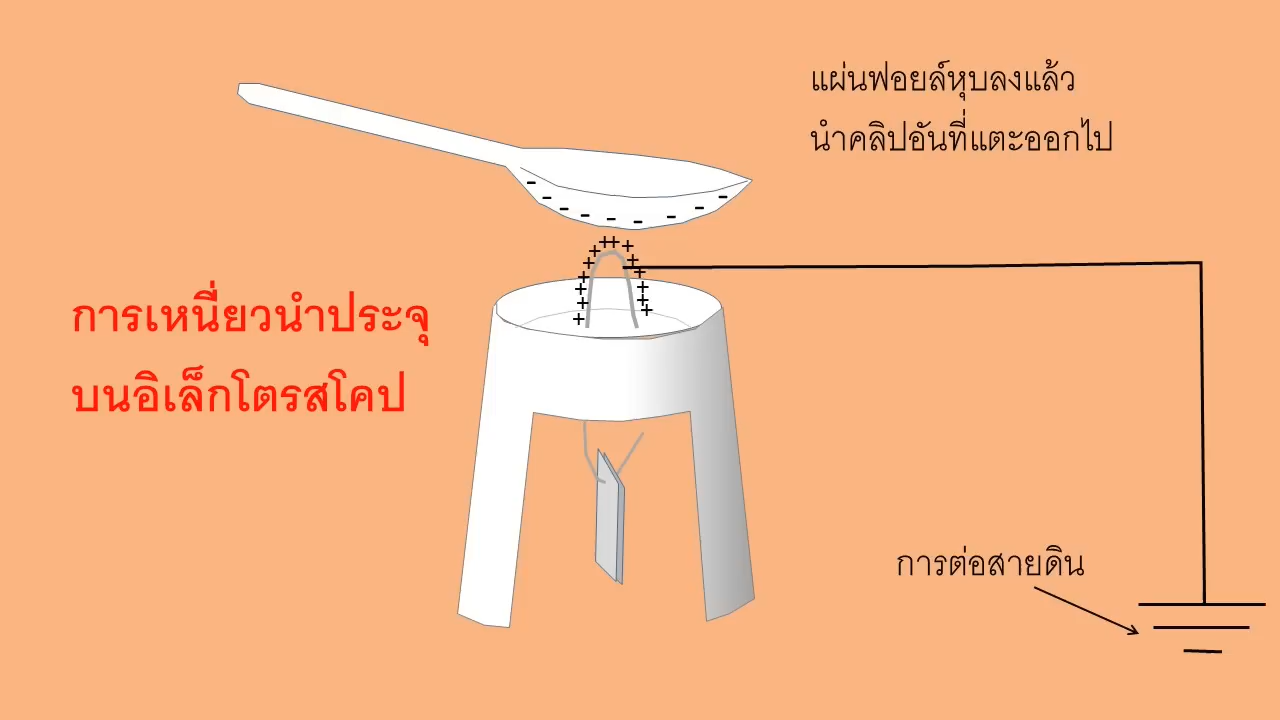 แผ่นฟอยล์หุบลงแล้ว
นำคลิปอันที่แตะออกไป
การเหนี่ยวนำประจุ
บนอิเล็กโตรสโคป
การต่อสายดิน